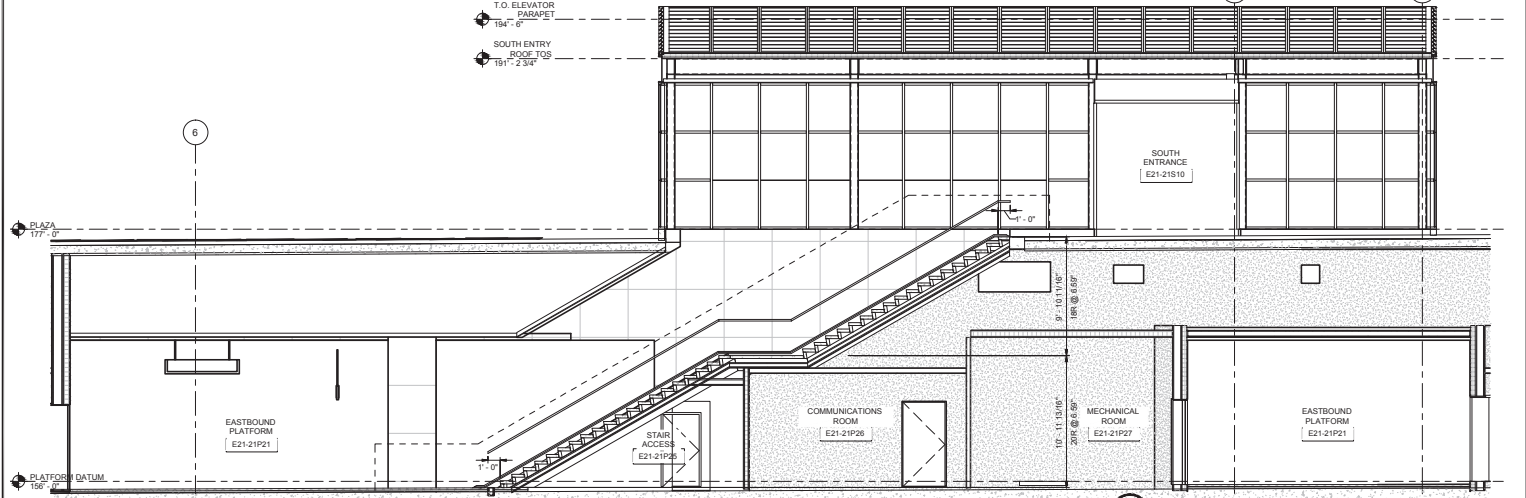 T.O. ELEVATOR
PARAPET
194' - 6"
SOUTH ENTRY
ROOF TOS
191' - 2 3/4"
6
SOUTH
ENTRANCE
E21-21S10
PLAZA
177' - 0"
1' - 0"
9' - 10 11/16"
18R @ 6.59"
EASTBOUND
PLATFORM
E21-21P21
STAIR
ACCESS
E21-21P25
COMMUNICATIONS
ROOM
E21-21P26
10' - 11 13/16"
20R @ 6.59"
MECHANICAL
ROOM
E21-21P27
EASTBOUND
PLATFORM
E21-21P21
1' - 0"
PLATFORM DATUM
156' - 0"